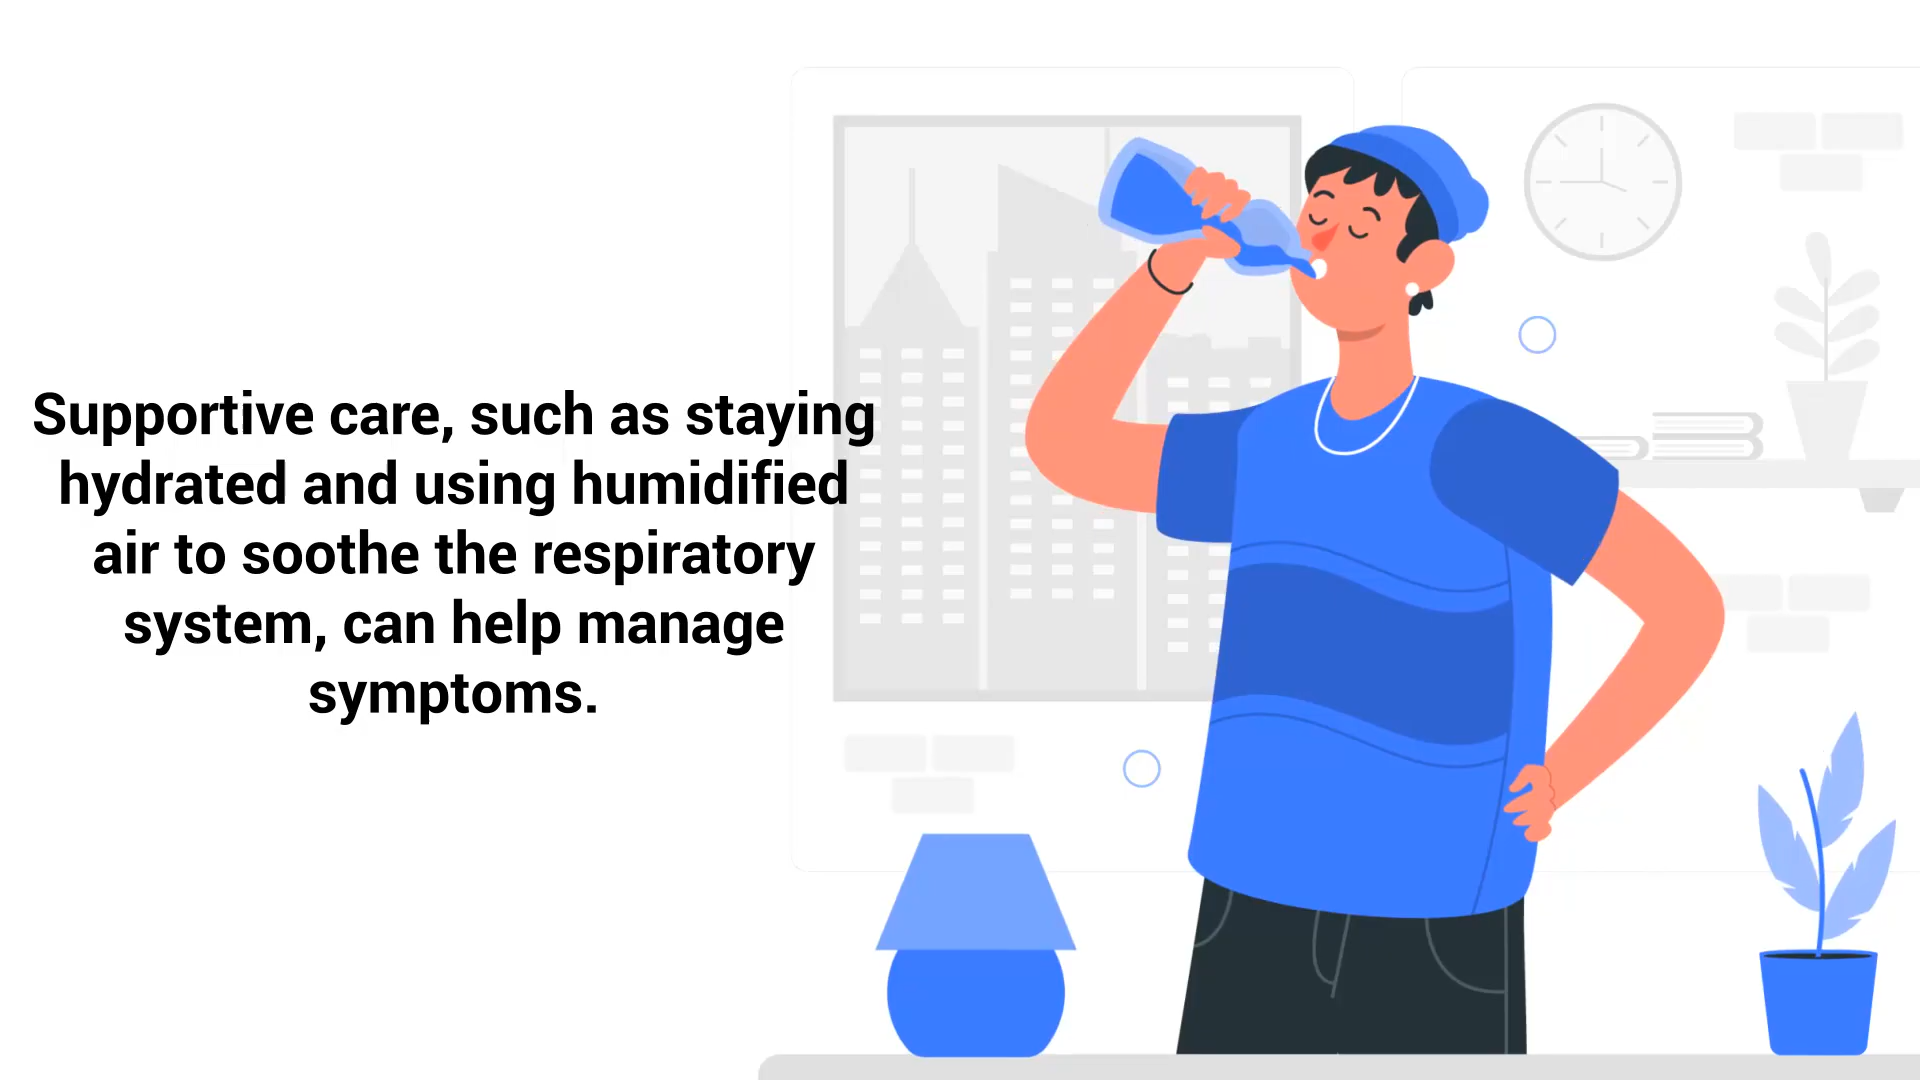 Supportive care, such as staying
hydrated and using humidified
air to soothe the respiratory
system, can help manage
symptoms.